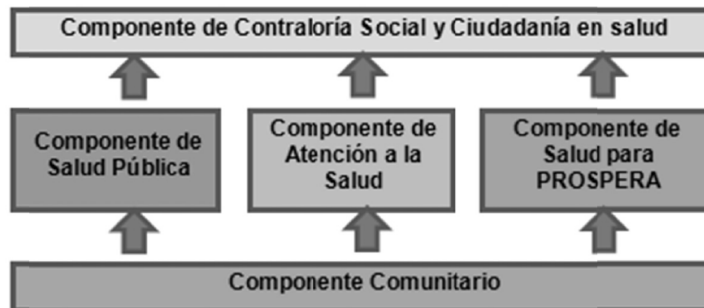 Componente de Contraloría Social y Ciudadanía en salud
Componente de
Salud Pública
Componente de
Atención a la
Salud
Componente de
Salud para
PROSPERA
Componente Comunitario